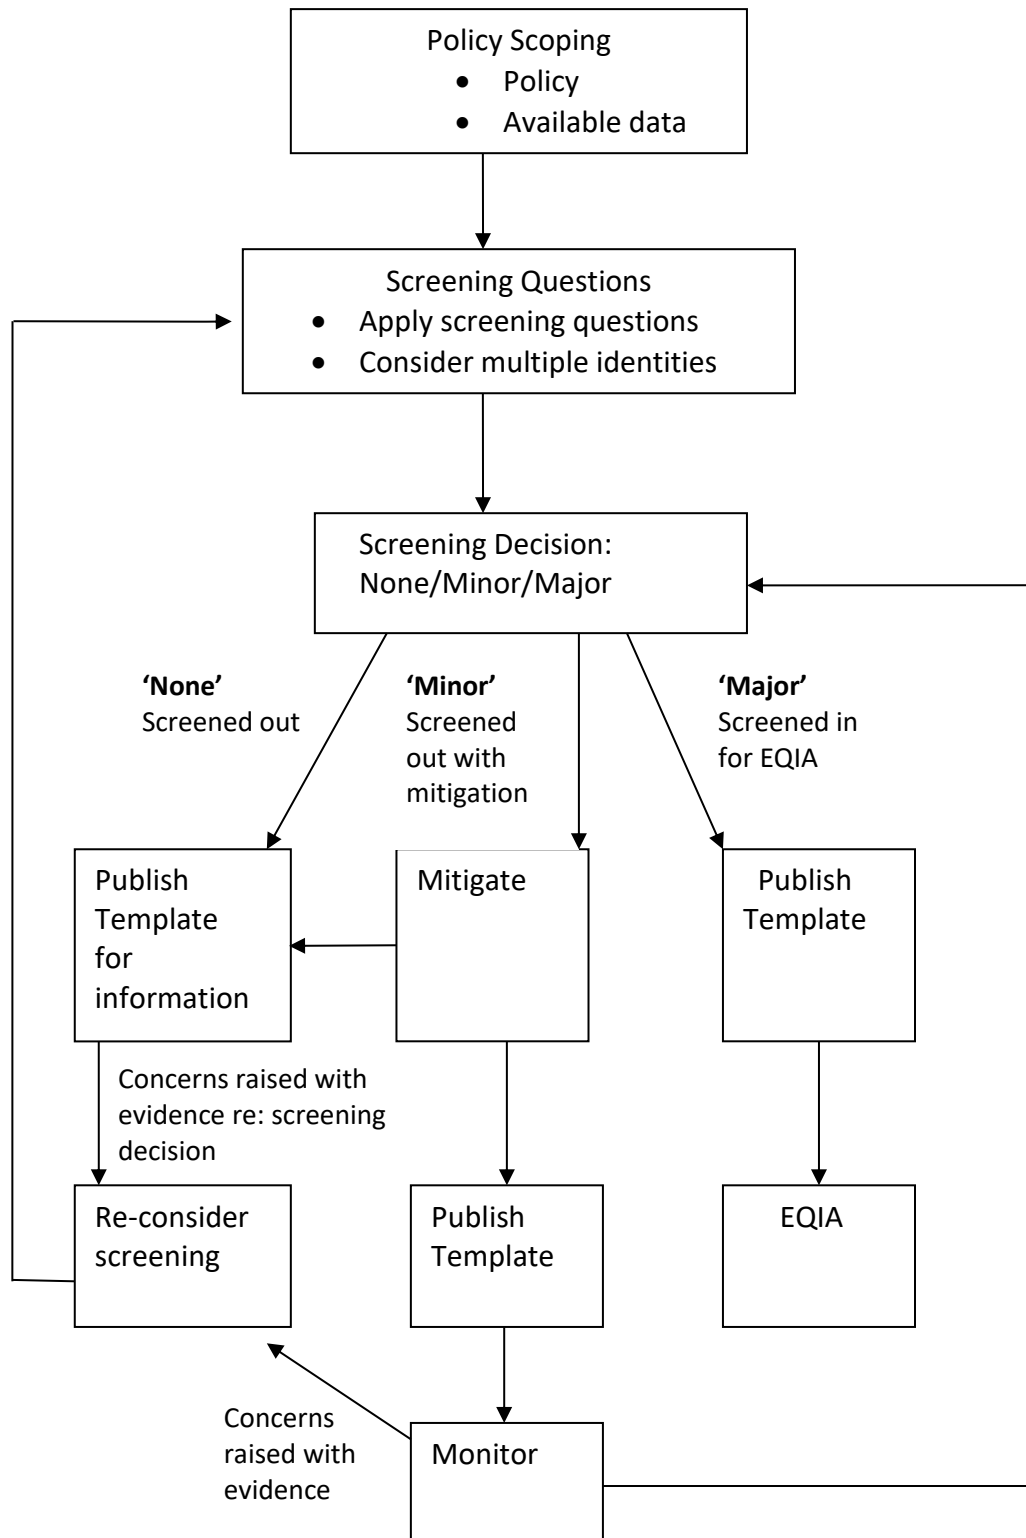 Policy Scoping
• Policy
• Available data
Screening Questions
• Apply screening questions
• Consider multiple identities
Screening Decision:
None/Minor/Major
‘None’
Screened out
‘Minor’
Screened
out with
mitigation
‘Major’
Screened in
for EQIA
Publish
Template
for
information
Mitigate
Publish
Template
Concerns raised with
evidence re: screening
decision
Re-consider
screening
Publish
Template
EQIA
Concerns
raised with
evidence
Monitor